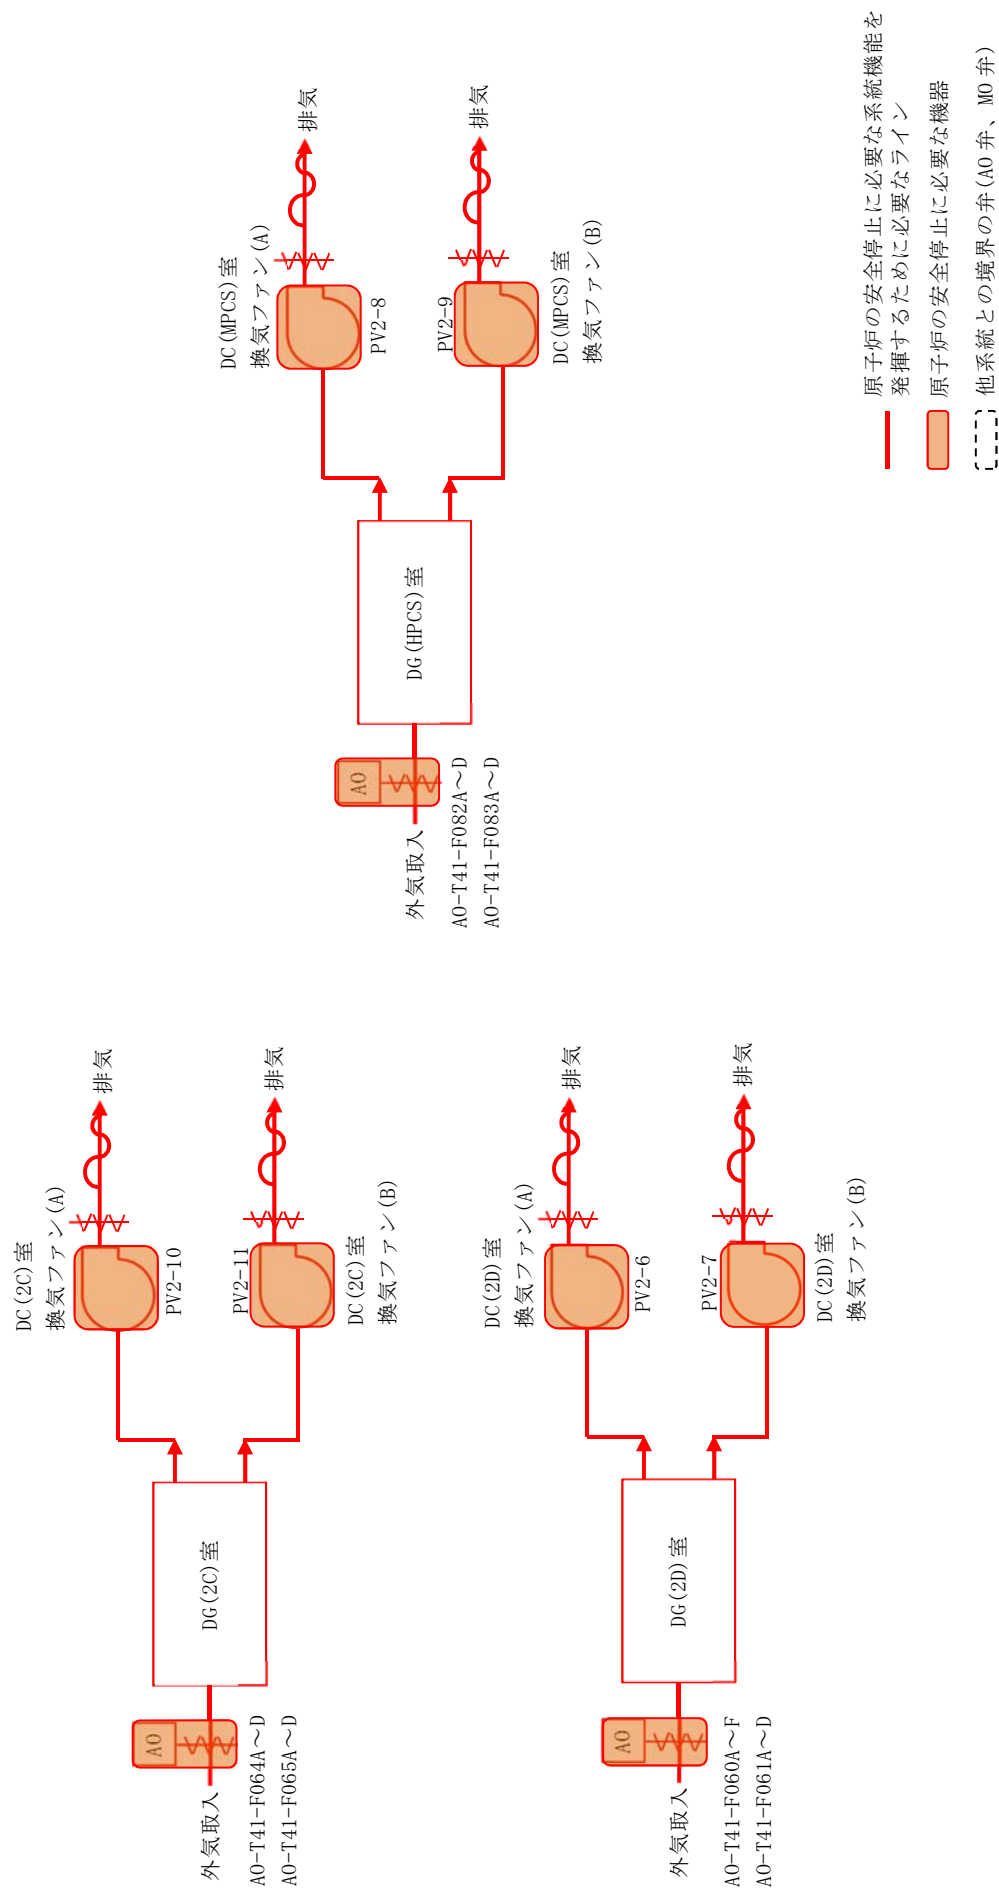 DC(2C)室
換気ファン(A)
排気
PV2-10
PV2-11
排気
DC(2C)室
換気ファン(B)
DG(2C)室
AO
外気取入
AO-T41-F064A～D
AO-T41-F065A～D
DC(2D)室
換気ファン(A)
排気
PV2-6
PV2-7
排気
DC(2D)室
換気ファン(B)
DG(2D)室
AO
外気取入
AO-T41-F060A～F
AO-T41-F061A～D
DC(MPCS)室
換気ファン(A)
排気
PV2-8
PV2-9
排気
DC(MPCS)室
換気ファン(B)
DG(HPCS)室
AO
外気取入
AO-T41-F082A～D
AO-T41-F083A～D
原子炉の安全停止に必要な系統機能を
発揮するために必要なライン
原子炉の安全停止に必要な機器
他系統との境界の弁(AO 弁、MO 弁)